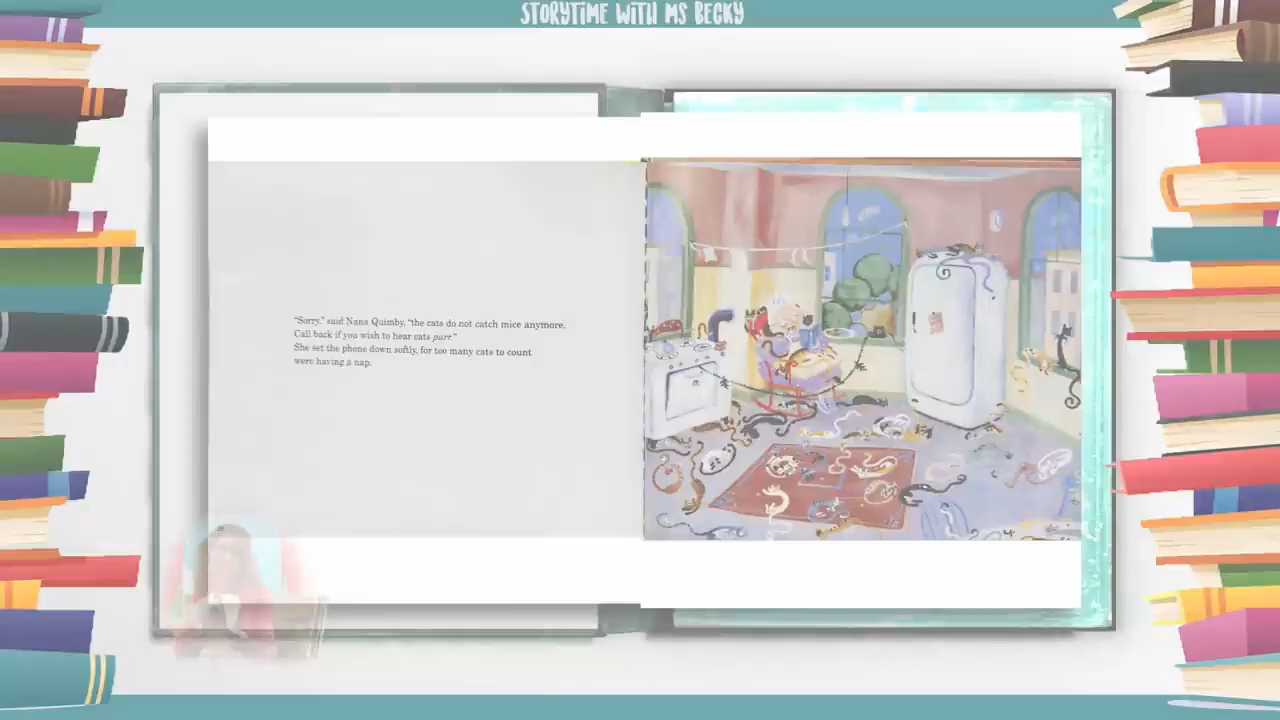 STORYTIME WITH MS BECKY
"Sorry," said Nana Quimby, "the cats do not catch mice anymore.
Call back if you wish to hear cats purr."
She set the phone down softly, for too many cats to count
were having a nap.